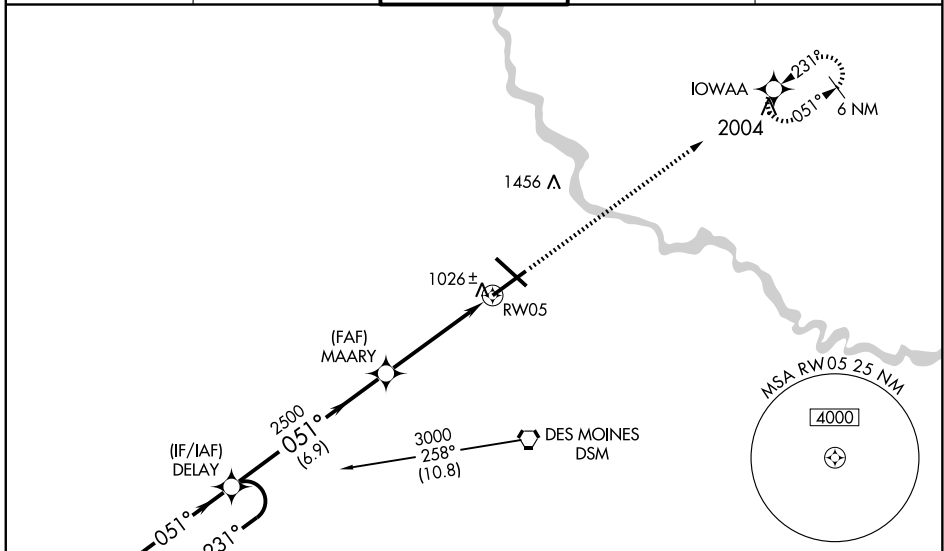 IOWAA
231°
051°
6 NM
2004
1456
1026±
RW05
(FAF)
MAARY
MSA RW05 25 NM
4000
2500
051°
(6.9)
3000
258°
(10.8)
DES MOINES
DSM
(IF/IAF)
DELAY
051°
231°